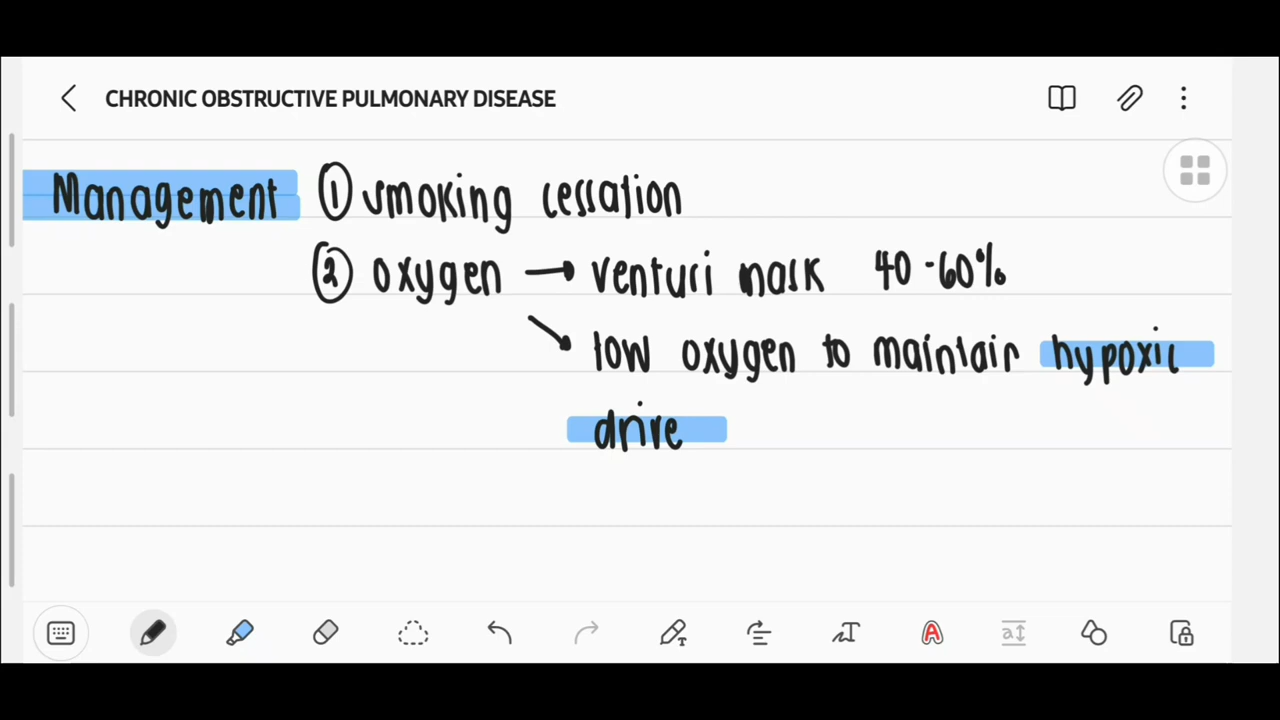 CHRONIC OBSTRUCTIVE PULMONARY DISEASE
Management ① smoking cessation
② oxygen → venturi mask 40-60%
↘ low oxygen to maintain hypoxic
drive